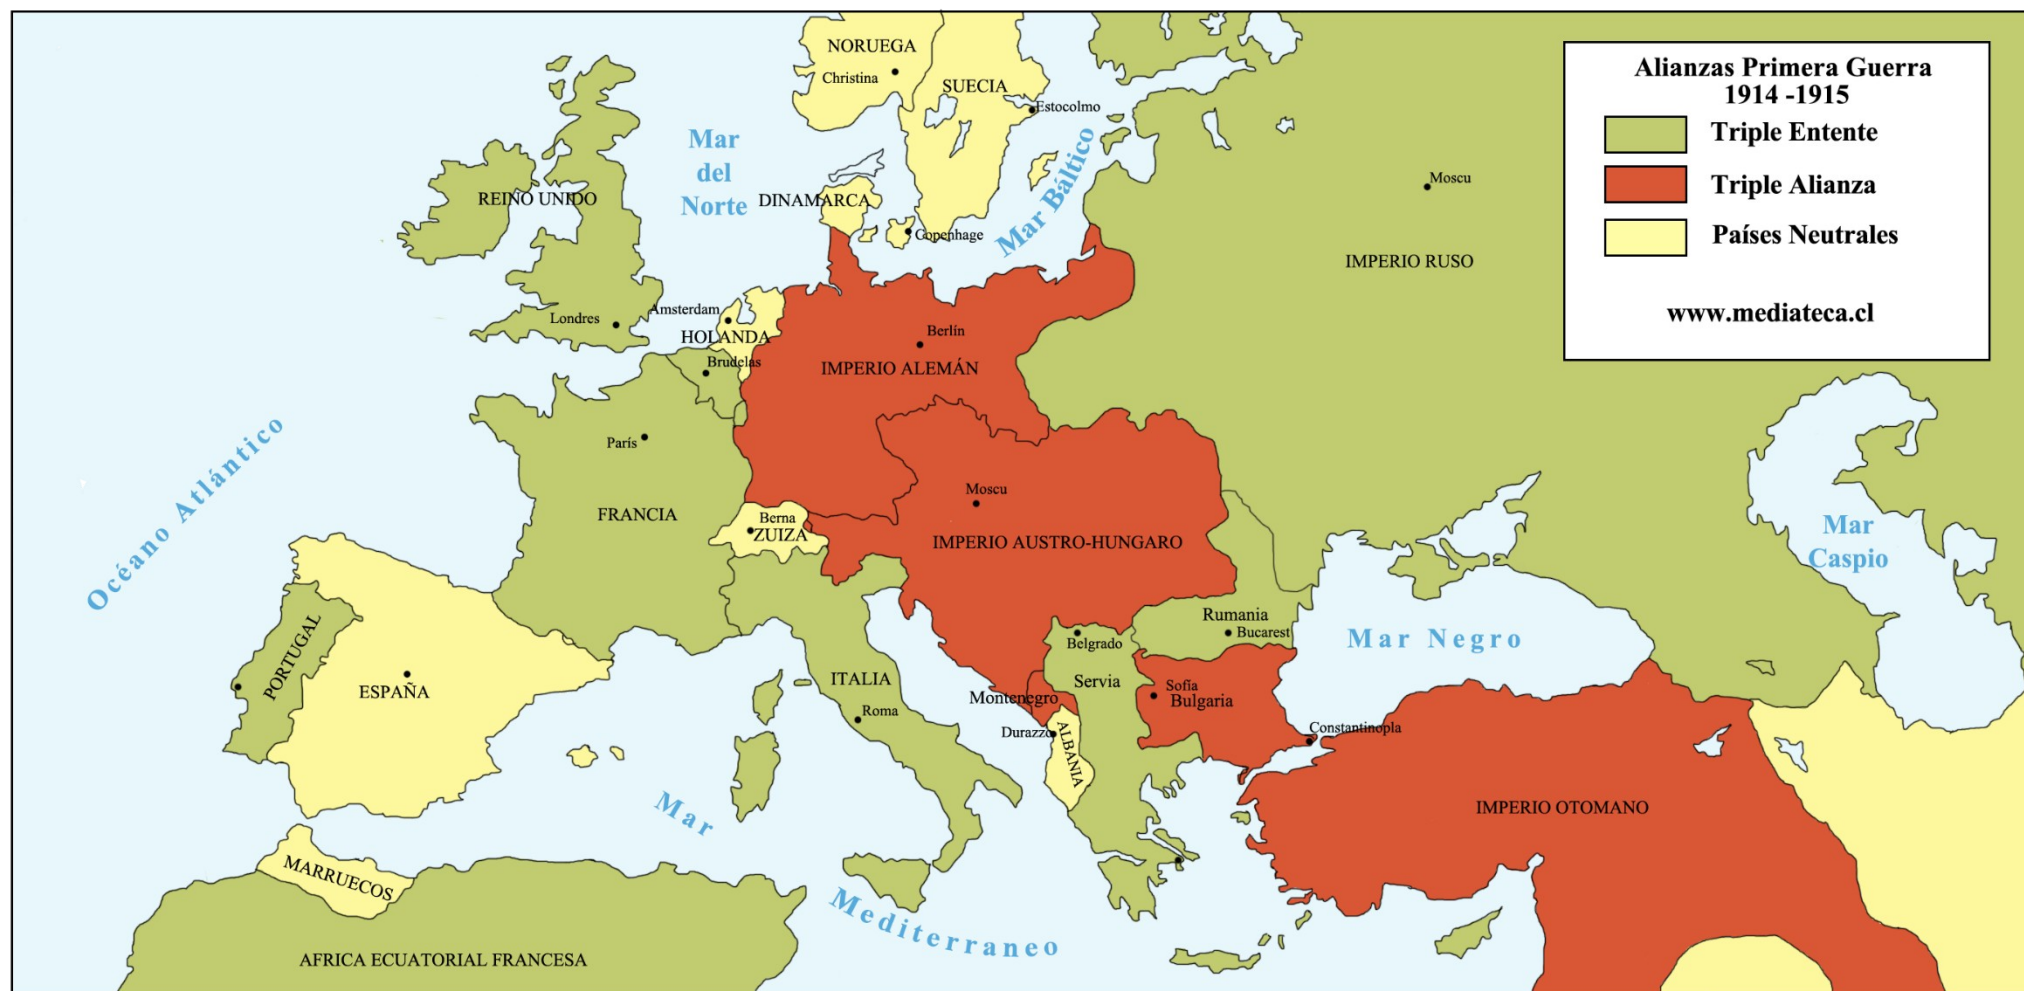 Alianzas Primera Guerra
1914 -1915
Triple Entente
Triple Alianza
Países Neutrales
www.mediateca.cl
NORUEGA
Christina
SUECIA
Estocolmo
Mar
del
Norte
Mar Báltico
DINAMARCA
Copenhage
REINO UNIDO
Londres
Moscu
IMPERIO RUSO
Amsterdam
HOLANDA
Brudelas
Berlín
IMPERIO ALEMÁN
Océano Atlántico
París
FRANCIA
Moscu
Berna
ZUIZA
IMPERIO AUSTRO-HUNGARO
Mar
Caspio
PORTUGAL
ESPAÑA
ITALIA
Roma
Rumania
Bucarest
Belgrado
Servia
Mar Negro
Montenegro
Sofía
Bulgaria
Durazzo
ALBANIA
Constantinopla
IMPERIO OTOMANO
Mar
Mediterraneo
MARRUECOS
AFRICA ECUATORIAL FRANCESA